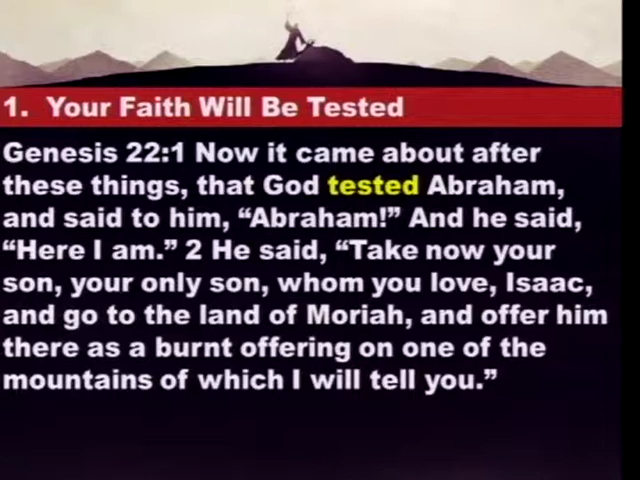 1. Your Faith Will Be Tested
Genesis 22:1 Now it came about after
these things, that God tested Abraham,
and said to him, “Abraham!” And he said,
“Here I am.” 2 He said, “Take now your
son, your only son, whom you love, Isaac,
and go to the land of Moriah, and offer him
there as a burnt offering on one of the
mountains of which I will tell you.”